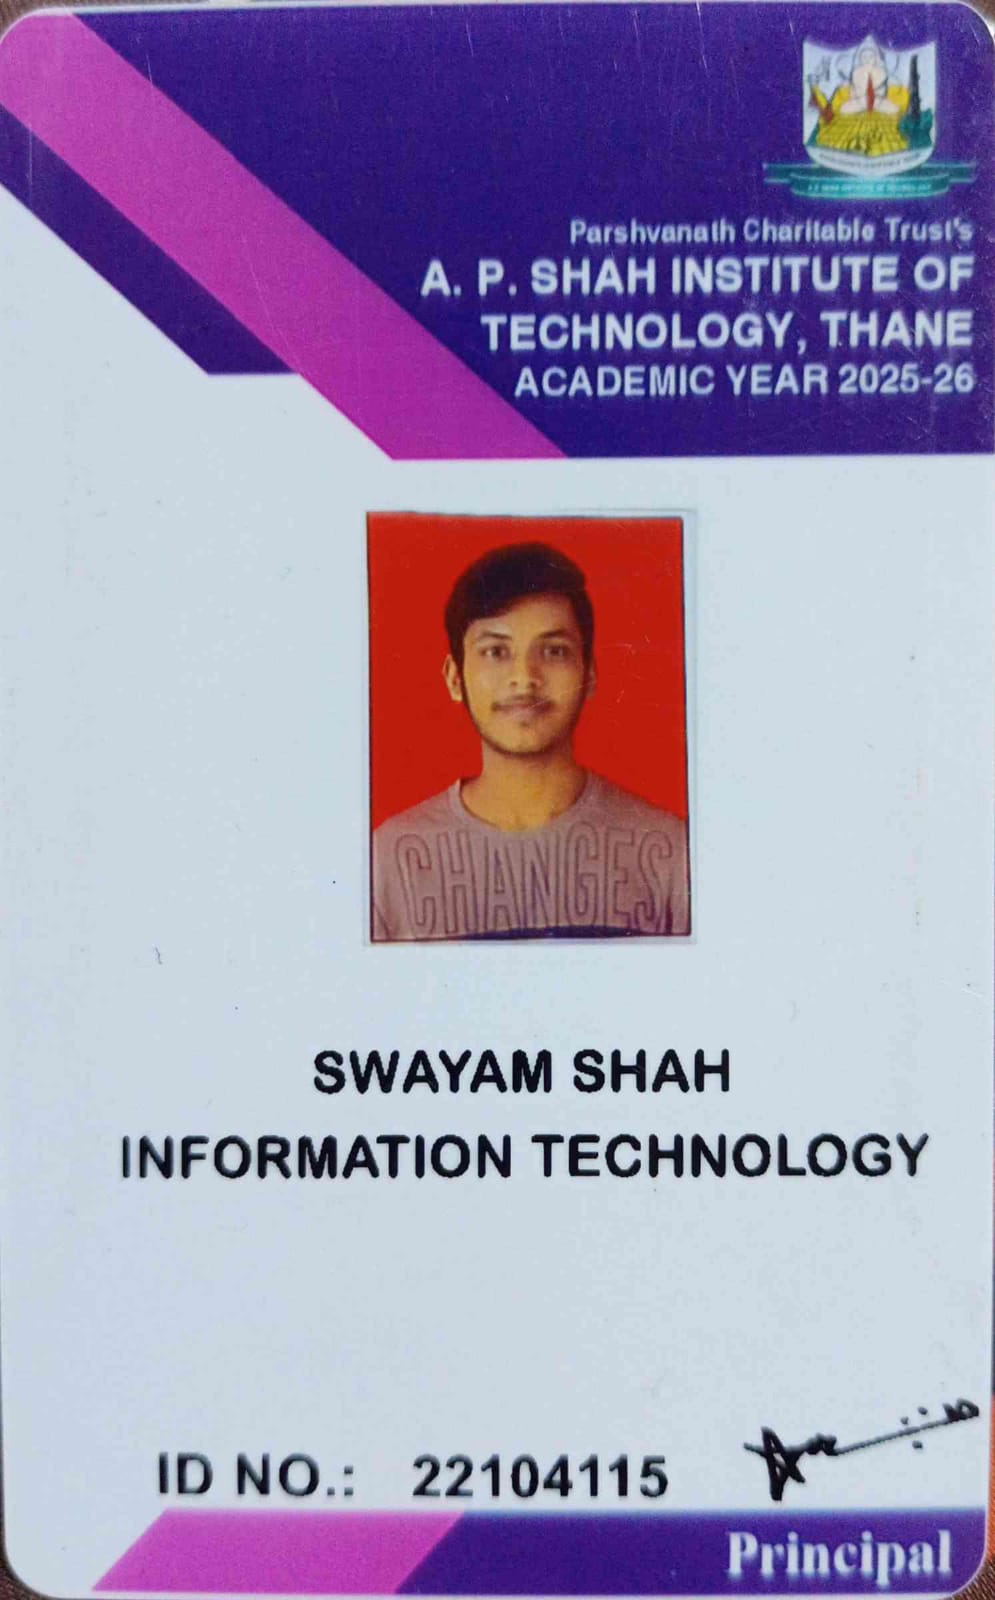 Parshvanath Charitable Trust's
A. P. SHAH INSTITUTE OF
TECHNOLOGY, THANE
ACADEMIC YEAR 2025-26
CHANGES
SWAYAM SHAH
INFORMATION TECHNOLOGY
ID NO.: 22104115
Principal